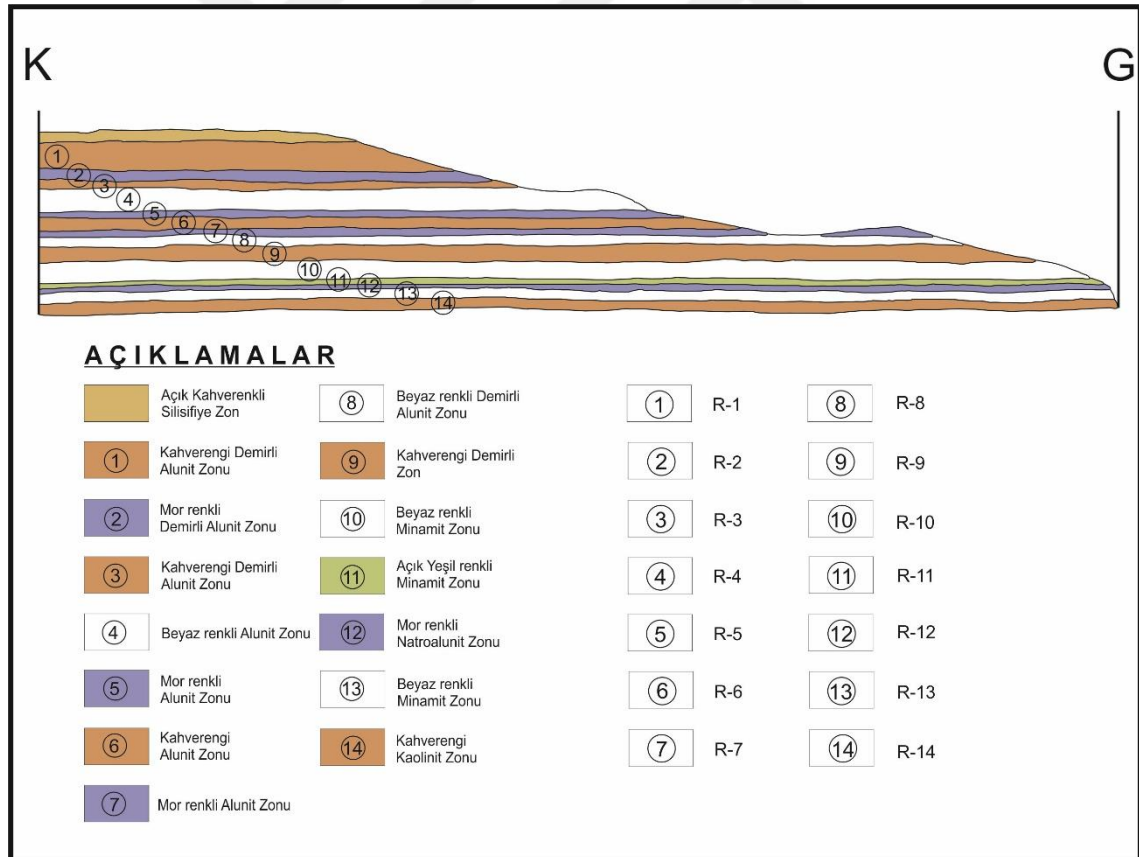 K
G
1
2
3
4
5
6
7
8
9
10
11
12
13
14
AÇIKLAMALAR
Açık Kahverenkli
Silisifiye Zon
1
Kahverengi Demirli
Alunit Zonu
2
Mor renkli
Demirli Alunit Zonu
3
Kahverengi Demirli
Alunit Zonu
4
Beyaz renkli Alunit Zonu
5
Mor renkli
Alunit Zonu
6
Kahverengi
Alunit Zonu
7
Mor renkli Alunit Zonu
8
Beyaz renkli Demirli
Alunit Zonu
9
Kahverengi Demirli
Zon
10
Beyaz renkli
Minamit Zonu
11
Açık Yeşil renkli
Minamit Zonu
12
Mor renkli
Natroalunit Zonu
13
Beyaz renkli
Minamit Zonu
14
Kahverengi
Kaolinit Zonu
1 R-1
2 R-2
3 R-3
4 R-4
5 R-5
6 R-6
7 R-7
8 R-8
9 R-9
10 R-10
11 R-11
12 R-12
13 R-13
14 R-14